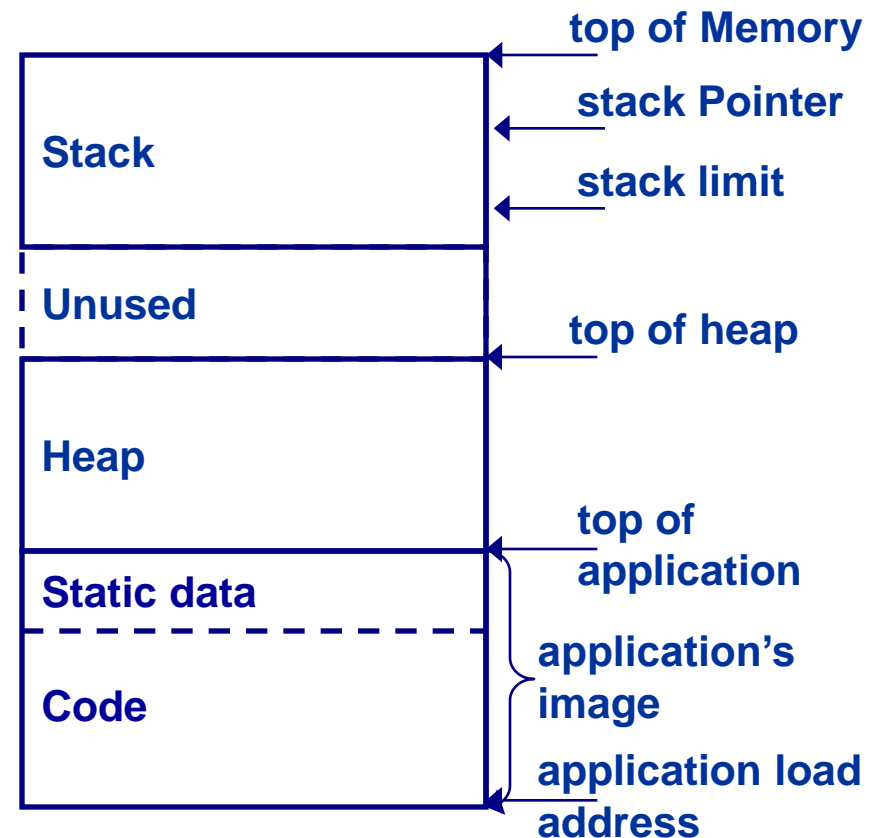 top of Memory
stack Pointer
Stack
stack limit
Unused
top of heap
Heap
top of
application
Static data
application's
image
Code
application load
address